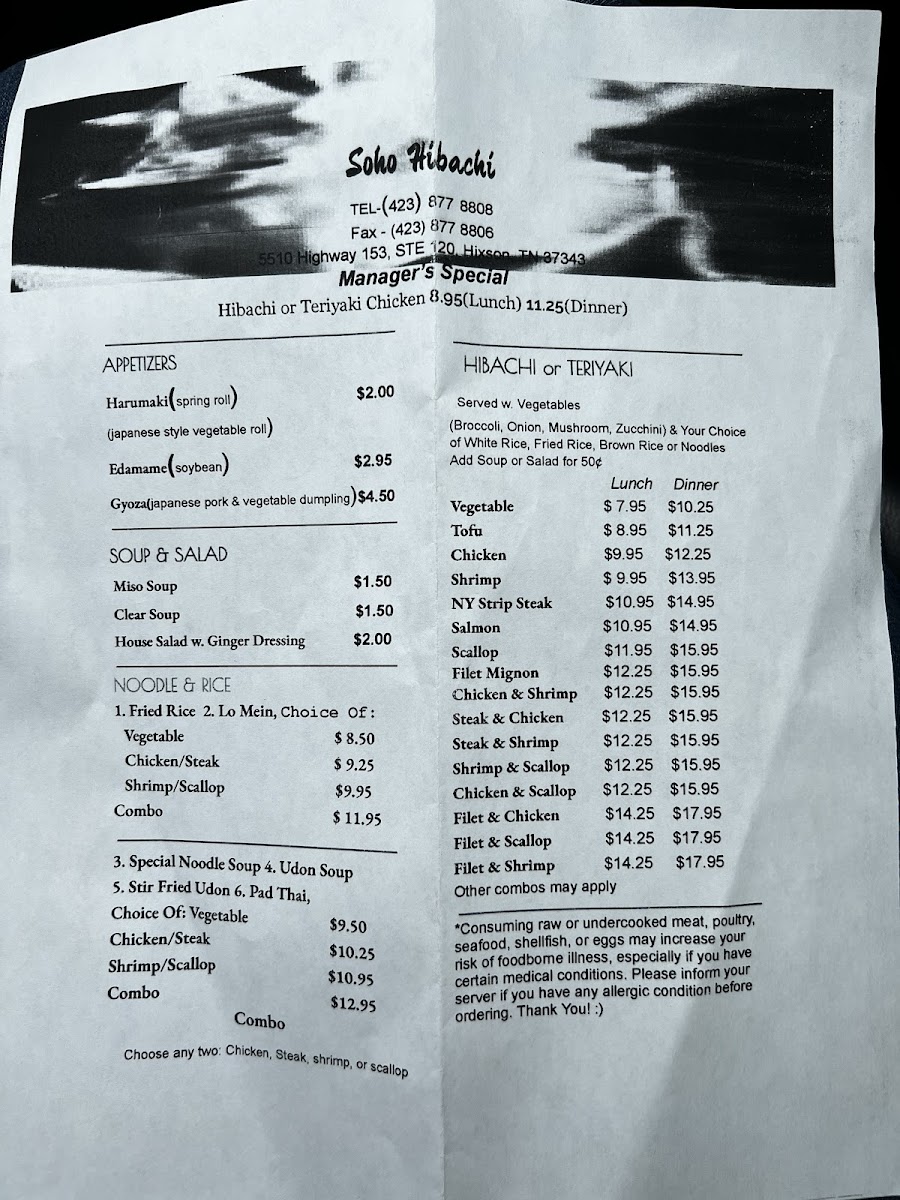 Soho Hibachi
TEL-(423) 877 8808
Fax - (423) 877 8806
5510 Highway 153, STE 120, Hixson, TN 37343
Manager's Special
Hibachi or Teriyaki Chicken 8.95(Lunch) 11.25(Dinner)
APPETIZERS
Harumaki(spring roll) $2.00
(japanese style vegetable roll)
Edamame(soybean) $2.95
Gyoza(japanese pork & vegetable dumpling) $4.50
SOUP & SALAD
Miso Soup $1.50
Clear Soup $1.50
House Salad w. Ginger Dressing $2.00
NOODLE & RICE
1. Fried Rice 2. Lo Mein, Choice Of:
Vegetable $ 8.50
Chicken/Steak $ 9.25
Shrimp/Scallop $9.95
Combo $ 11.95
3. Special Noodle Soup 4. Udon Soup
5. Stir Fried Udon 6. Pad Thai,
Choice Of: Vegetable $9.50
Chicken/Steak $10.25
Shrimp/Scallop $10.95
Combo $12.95
Combo
Choose any two: Chicken, Steak, shrimp, or scallop
HIBACHI or TERIYAKI
Served w. Vegetables
(Broccoli, Onion, Mushroom, Zucchini) & Your Choice
of White Rice, Fried Rice, Brown Rice or Noodles
Add Soup or Salad for 50¢
Lunch Dinner
Vegetable $ 7.95 $10.25
Tofu $ 8.95 $11.25
Chicken $9.95 $12.25
Shrimp $ 9.95 $13.95
NY Strip Steak $10.95 $14.95
Salmon $10.95 $14.95
Scallop $11.95 $15.95
Filet Mignon $12.25 $15.95
Chicken & Shrimp $12.25 $15.95
Steak & Chicken $12.25 $15.95
Steak & Shrimp $12.25 $15.95
Shrimp & Scallop $12.25 $15.95
Chicken & Scallop $12.25 $15.95
Filet & Chicken $14.25 $17.95
Filet & Scallop $14.25 $17.95
Filet & Shrimp $14.25 $17.95
Other combos may apply
*Consuming raw or undercooked meat, poultry,
seafood, shellfish, or eggs may increase your
risk of foodborne illness, especially if you have
certain medical conditions. Please inform your
server if you have any allergic condition before
ordering. Thank You! :)